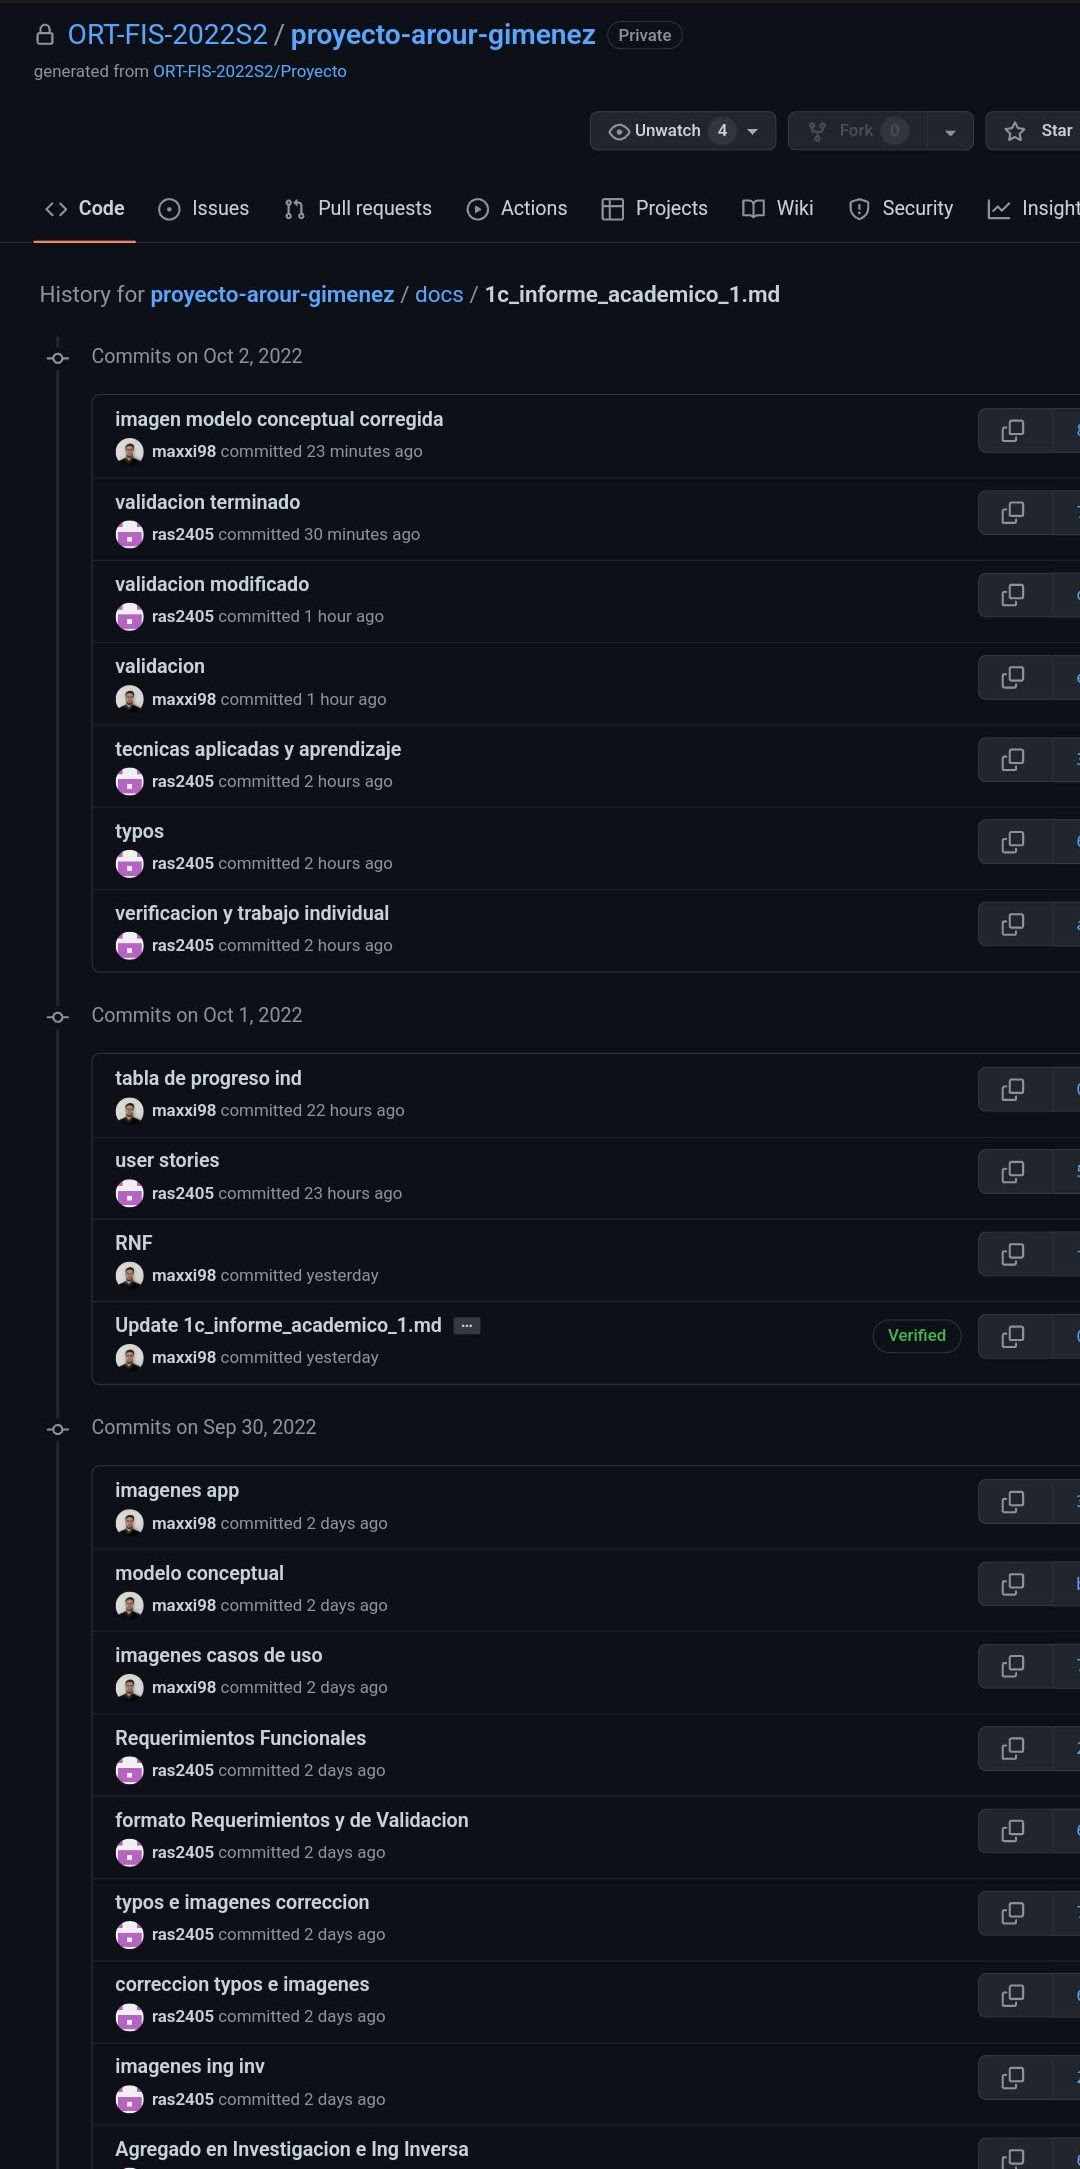 ORT-FIS-2022S2 / proyecto-arour-gimenez Private
generated from ORT-FIS-2022S2/Proyecto
Unwatch 4 Fork 0 Star
Code Issues Pull requests Actions Projects Wiki Security Insight
History for proyecto-arour-gimenez / docs / 1c_informe_academico_1.md
Commits on Oct 2, 2022
imagen modelo conceptual corregida
maxxi98 committed 23 minutes ago
validacion terminado
ras2405 committed 30 minutes ago
validacion modificado
ras2405 committed 1 hour ago
validacion
maxxi98 committed 1 hour ago
tecnicas aplicadas y aprendizaje
ras2405 committed 2 hours ago
typos
ras2405 committed 2 hours ago
verificacion y trabajo individual
ras2405 committed 2 hours ago
Commits on Oct 1, 2022
tabla de progreso ind
maxxi98 committed 22 hours ago
user stories
ras2405 committed 23 hours ago
RNF
maxxi98 committed yesterday
Update 1c_informe_academico_1.md ...
Verified
maxxi98 committed yesterday
Commits on Sep 30, 2022
imagenes app
maxxi98 committed 2 days ago
modelo conceptual
maxxi98 committed 2 days ago
imagenes casos de uso
maxxi98 committed 2 days ago
Requerimientos Funcionales
ras2405 committed 2 days ago
formato Requerimientos y de Validacion
ras2405 committed 2 days ago
typos e imagenes correccion
ras2405 committed 2 days ago
correccion typos e imagenes
ras2405 committed 2 days ago
imagenes ing inv
ras2405 committed 2 days ago
Agregado en Investigacion e Ing Inversa